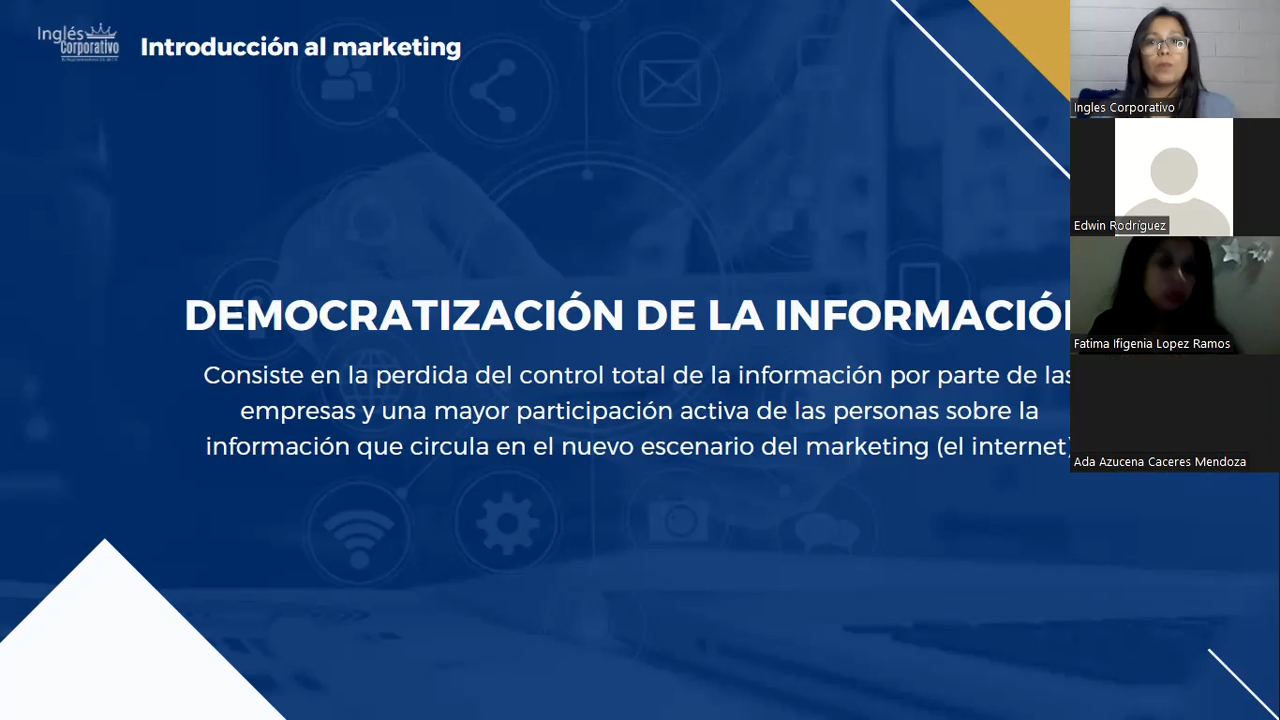 Inglés
Corporativo
Introducción al marketing
DEMOCRATIZACIÓN DE LA INFORMACIÓN
Consiste en la perdida del control total de la información por parte de las
empresas y una mayor participación activa de las personas sobre la
información que circula en el nuevo escenario del marketing (el internet)
Ingles Corporativo
Edwin Rodríguez
Fatima Ifigenia Lopez Ramos
Ada Azucena Caceres Mendoza